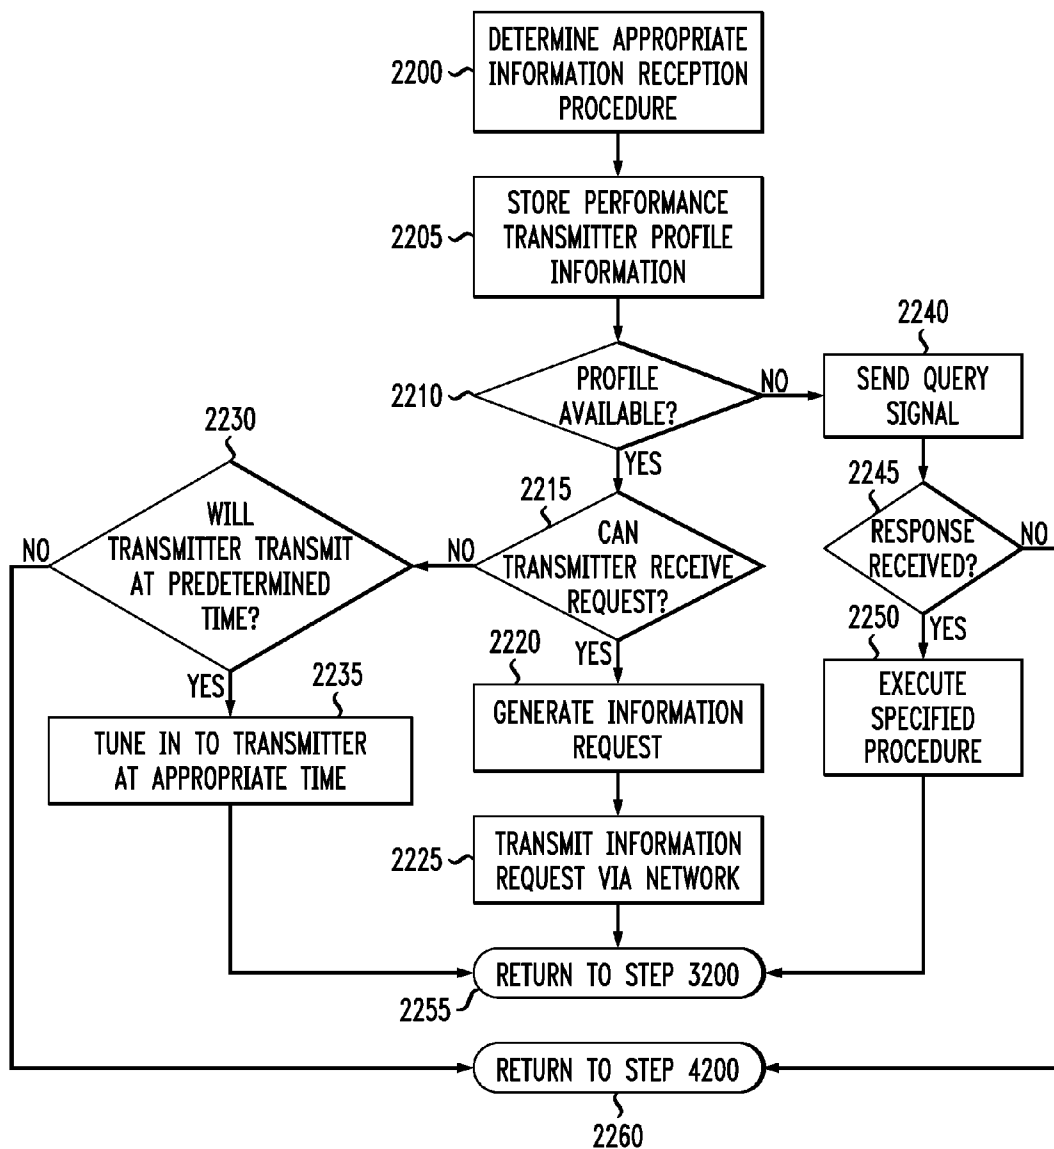 DETERMINE APPROPRIATE
INFORMATION RECEPTION
PROCEDURE
2200
STORE PERFORMANCE
TRANSMITTER PROFILE
INFORMATION
2205
PROFILE
AVAILABLE?
2210
NO
YES
2240
SEND QUERY
SIGNAL
2245
RESPONSE
RECEIVED?
NO
YES
2250
EXECUTE
SPECIFIED
PROCEDURE
2215
CAN
TRANSMITTER RECEIVE
REQUEST?
NO
YES
2230
WILL
TRANSMITTER TRANSMIT
AT PREDETERMINED
TIME?
NO
YES
2235
TUNE IN TO TRANSMITTER
AT APPROPRIATE TIME
2220
GENERATE INFORMATION
REQUEST
2225
TRANSMIT INFORMATION
REQUEST VIA NETWORK
RETURN TO STEP 3200
2255
RETURN TO STEP 4200
2260